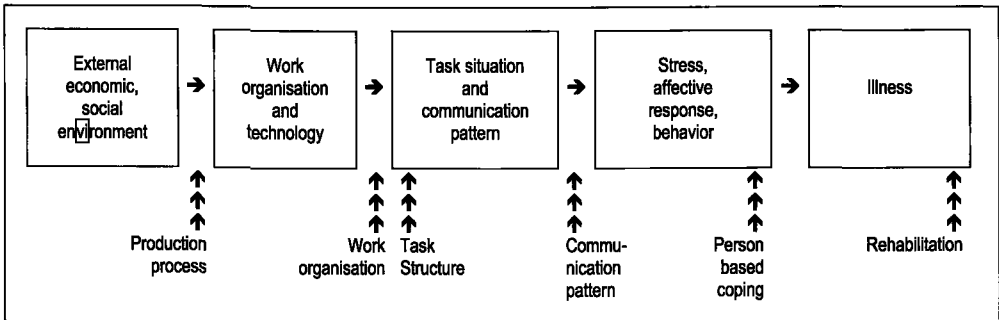 External
economic,
social
environment
Work
organisation
and
technology
Task situation
and
communication
pattern
Stress,
affective
response,
behavior
Illness
Production
process
Work
organisation
Task
Structure
Commu-
nication
pattern
Person
based
coping
Rehabilitation